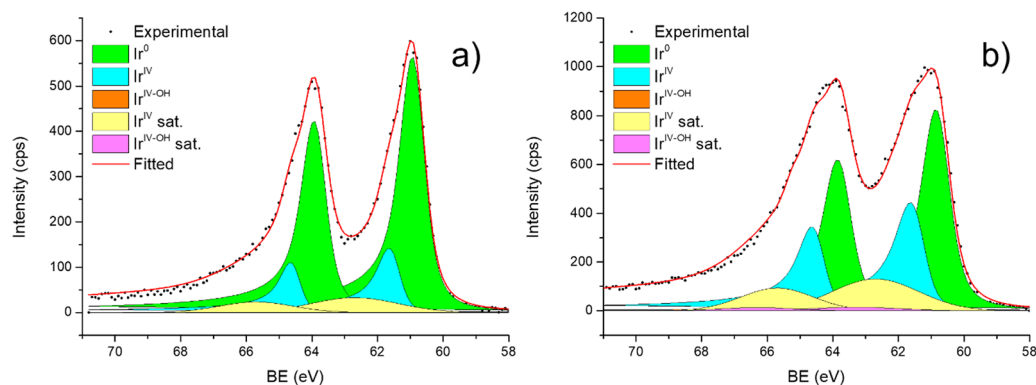 a)
Experimental
Ir⁰
Irᴵⱽ
Irᴵⱽ⁻ᴼᴴ
Irᴵⱽ sat.
Irᴵⱽ⁻ᴼᴴ sat.
Fitted
Intensity (cps)
600
500
400
300
200
100
0
70 68 66 64 62 60 58
BE (eV)
b)
Experimental
Ir⁰
Irᴵⱽ
Irᴵⱽ⁻ᴼᴴ
Irᴵⱽ sat.
Irᴵⱽ⁻ᴼᴴ sat.
Fitted
Intensity (cps)
1200
1000
800
600
400
200
0
70 68 66 64 62 60 58
BE (eV)